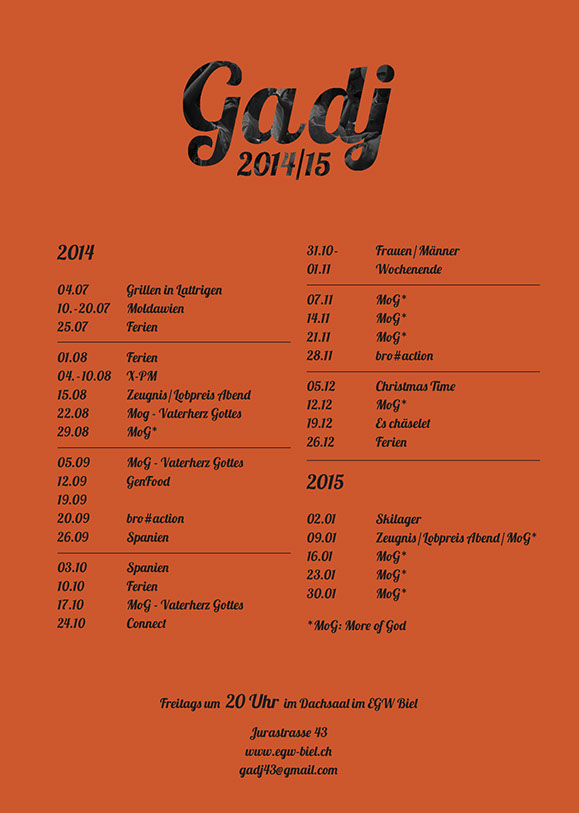 Gadj
2014/15
2014
04.07 Grillen in Lattrigen
10.-20.07 Moldawien
25.07 Ferien
01.08 Ferien
04.-10.08 X-PM
15.08 Zeugnis/Lobpreis Abend
22.08 Mog - Vaterherz Gottes
29.08 MoG*
05.09 MoG - Vaterherz Gottes
12.09 GenFood
19.09
20.09 bro#action
26.09 Spanien
03.10 Spanien
10.10 Ferien
17.10 MoG - Vaterherz Gottes
24.10 Connect
31.10- Frauen/Männer
01.11 Wochenende
07.11 MoG*
14.11 MoG*
21.11 MoG*
28.11 bro#action
05.12 Christmas Time
12.12 MoG*
19.12 Es chäselet
26.12 Ferien
2015
02.01 Skilager
09.01 Zeugnis/Lobpreis Abend/MoG*
16.01 MoG*
23.01 MoG*
30.01 MoG*
*MoG: More of God
Freitags um 20 Uhr im Dachsaal im EGW Biel
Jurastrasse 43
www.egw-biel.ch
gadj43@gmail.com